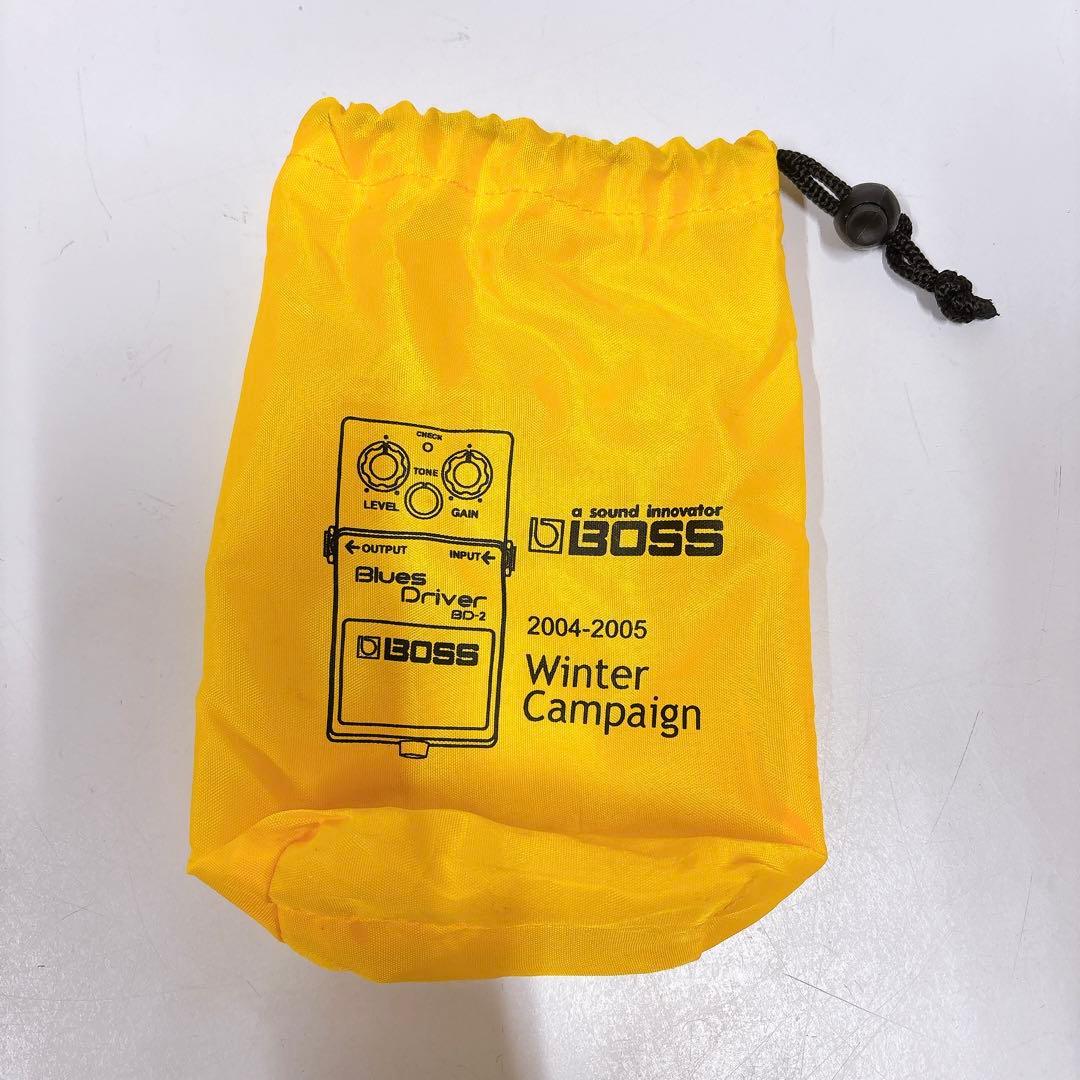 CHECK
TONE
LEVEL GAIN
←OUTPUT INPUT←
Blues
Driver
BD-2
BOSS
a sound innovator
BOSS
2004-2005
Winter
Campaign